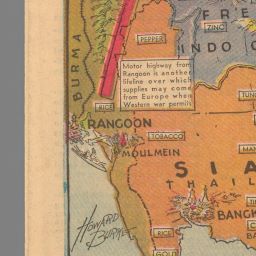 FRE
ZINC
PEPPER
INDO C
Motor highway from
Rangoon is another
lifeline over which
supplies may come
from Europe when
Western war permits
BURMA
RICE
TUNG
RANGOON
TOBACCO
MOULMEIN
MAN
SIA
THAIL
BANGK
HOWARD
BURKE
RICE
GOLD